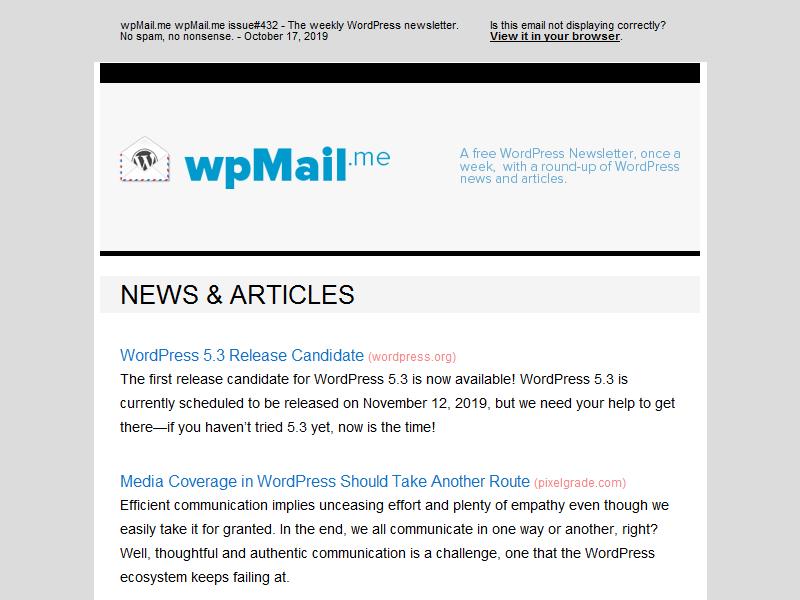 wpMail.me wpMail.me issue#432 - The weekly WordPress newsletter.
No spam, no nonsense. - October 17, 2019
Is this email not displaying correctly?
View it in your browser.
wpMail.me
A free WordPress Newsletter, once a
week, with a round-up of WordPress
news and articles.
NEWS & ARTICLES
WordPress 5.3 Release Candidate (wordpress.org)
The first release candidate for WordPress 5.3 is now available! WordPress 5.3 is
currently scheduled to be released on November 12, 2019, but we need your help to get
there—if you haven’t tried 5.3 yet, now is the time!
Media Coverage in WordPress Should Take Another Route (pixelgrade.com)
Efficient communication implies unceasing effort and plenty of empathy even though we
easily take it for granted. In the end, we all communicate in one way or another, right?
Well, thoughtful and authentic communication is a challenge, one that the WordPress
ecosystem keeps failing at.